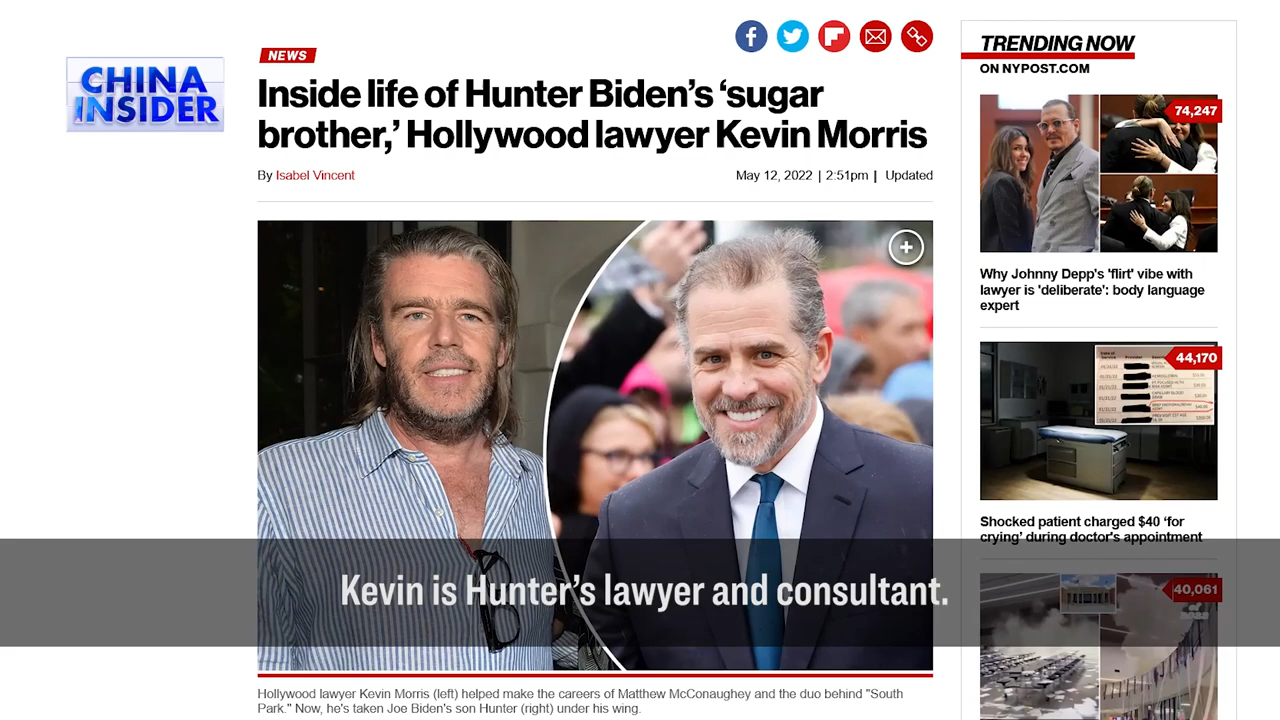 CHINA
INSIDER
NEWS
Inside life of Hunter Biden's ‘sugar
brother,’ Hollywood lawyer Kevin Morris
By Isabel Vincent
May 12, 2022 | 2:51pm | Updated
Kevin is Hunter’s lawyer and consultant.
Hollywood lawyer Kevin Morris (left) helped make the careers of Matthew McConaughey and the duo behind "South
Park." Now, he's taken Joe Biden's son Hunter (right) under his wing.
TRENDING NOW
ON NYPOST.COM
74,247
Why Johnny Depp's 'flirt' vibe with
lawyer is 'deliberate': body language
expert
44,170
Shocked patient charged $40 ‘for
crying’ during doctor's appointment
40,061